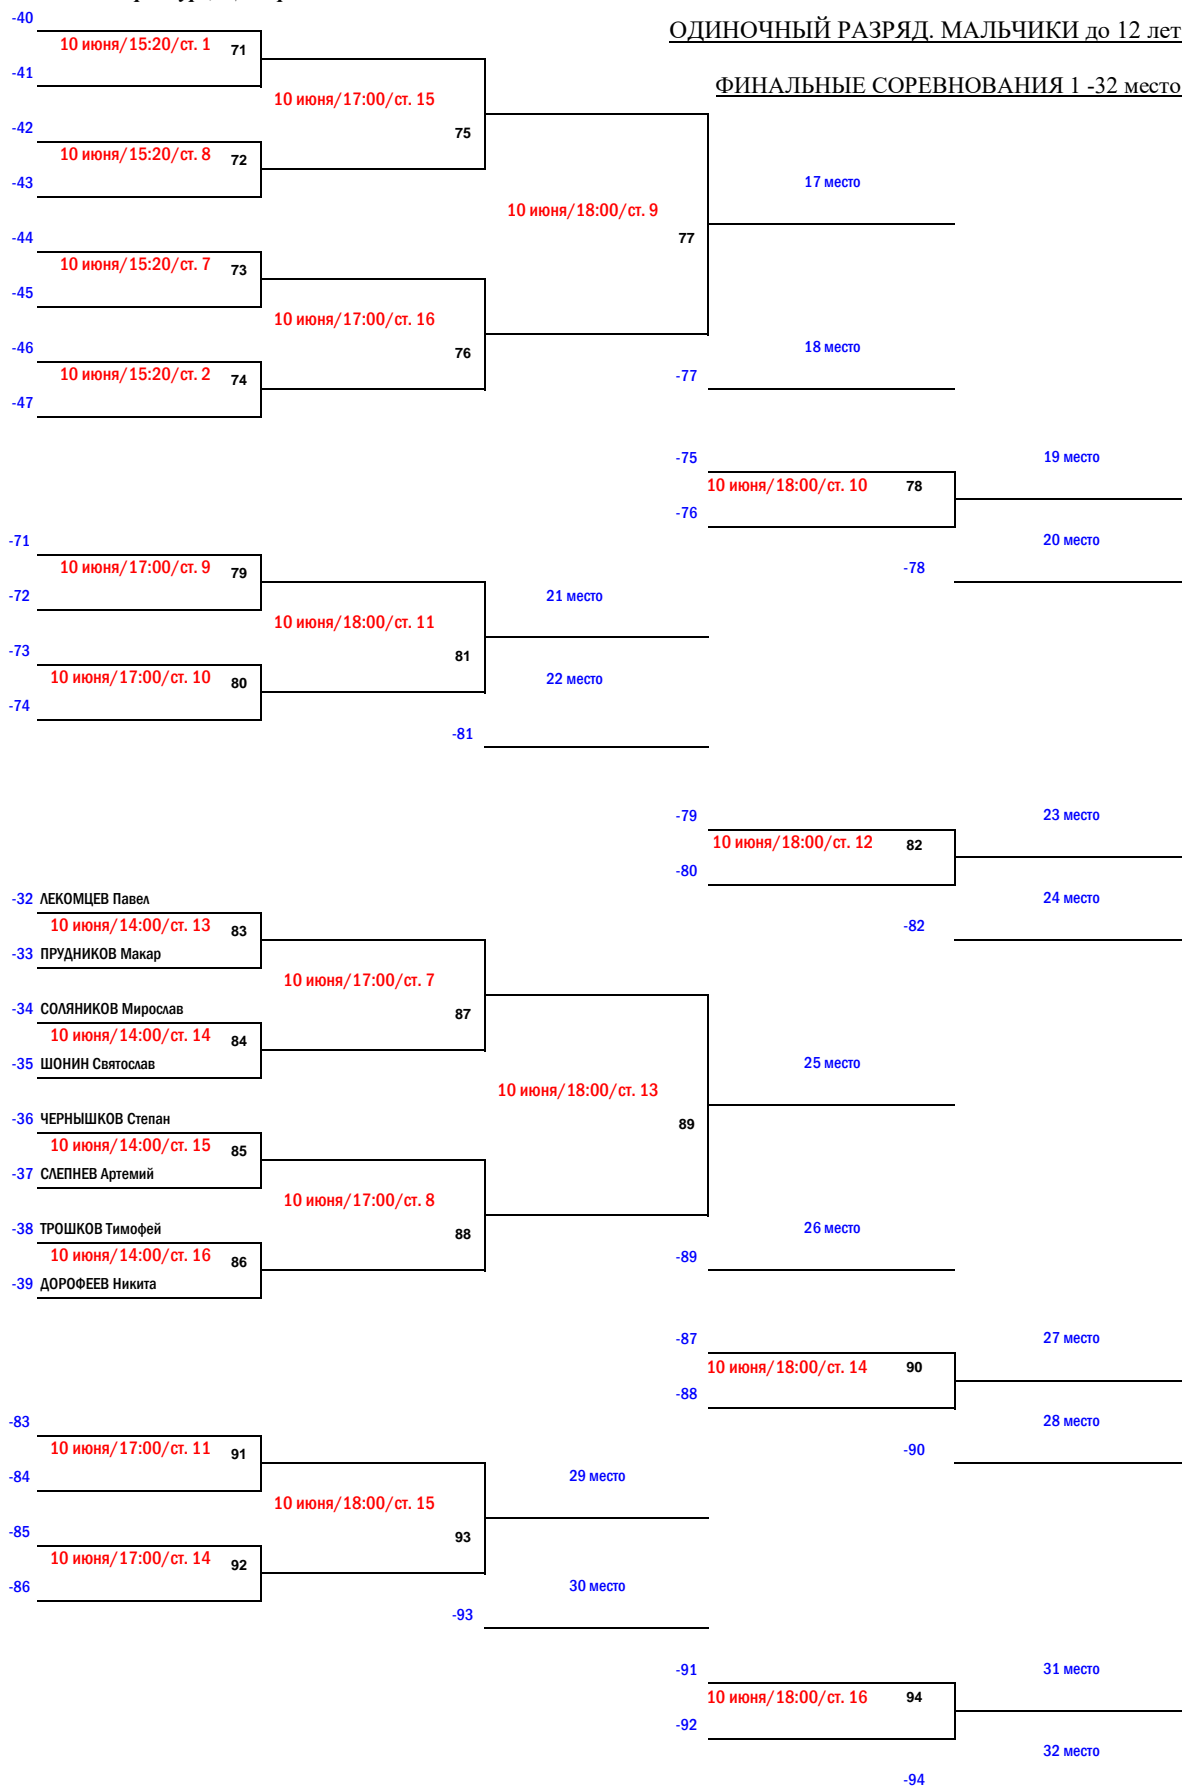 -40
ОДИНОЧНЫЙ РАЗРЯД. МАЛЬЧИКИ до 12 лет
10 июня/15:20/ст. 1 71
-41
ФИНАЛЬНЫЕ СОРЕВНОВАНИЯ 1 -32 место
10 июня/17:00/ст. 15
-42
75
10 июня/15:20/ст. 8 72
-43
17 место
10 июня/18:00/ст. 9
-44
77
10 июня/15:20/ст. 7 73
-45
10 июня/17:00/ст. 16
-46
18 место
76
10 июня/15:20/ст. 2 74
-77
-47
-75
19 место
10 июня/18:00/ст. 10 78
-76
-71
20 место
10 июня/17:00/ст. 9 79
-78
-72
21 место
10 июня/18:00/ст. 11
-73
81
10 июня/17:00/ст. 10 80
22 место
-74
-81
-79
23 место
10 июня/18:00/ст. 12 82
-80
-32 ЛЕКОМЦЕВ Павел
24 место
10 июня/14:00/ст. 13 83
-82
-33 ПРУДНИКОВ Макар
10 июня/17:00/ст. 7
-34 СОЛЯНИКОВ Мирослав
87
10 июня/14:00/ст. 14 84
-35 ШОНИН Святослав
25 место
10 июня/18:00/ст. 13
-36 ЧЕРНЫШКОВ Степан
89
10 июня/14:00/ст. 15 85
-37 СЛЕПНЕВ Артемий
10 июня/17:00/ст. 8
-38 ТРОШКОВ Тимофей
26 место
88
10 июня/14:00/ст. 16 86
-89
-39 ДОРОФЕЕВ Никита
-87
27 место
10 июня/18:00/ст. 14 90
-88
-83
28 место
10 июня/17:00/ст. 11 91
-90
-84
29 место
10 июня/18:00/ст. 15
-85
93
10 июня/17:00/ст. 14 92
-86
30 место
-93
-91
31 место
10 июня/18:00/ст. 16 94
-92
32 место
-94